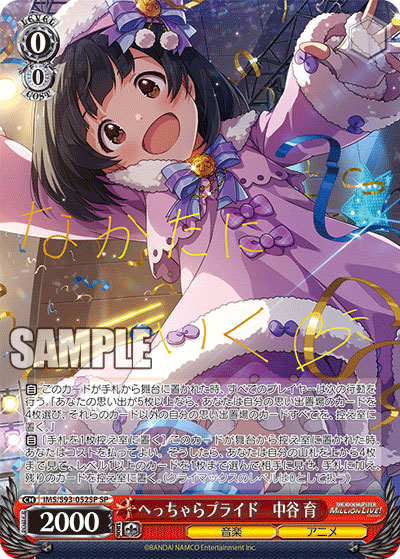 LEVEL
0
0
COST
なかたに
いく
SAMPLE
自 このカードが手札から舞台に置かれた時、すべてのプレイヤーは次の行動を
行う。『あなたの思い出が5枚以上なら、あなたは自分の思い出置場のカードを
4枚選び、それらのカード以外の自分の思い出置場のカードすべてを、控え室に
置く。』
自 【手札を1枚控え室に置く】このカードが舞台から控え室に置かれた時、
あなたはコストを払ってよい。そうしたら、あなたは自分の山札を上から4枚
まで見て、レベル1以上のカードを1枚まで選んで相手に見せ、手札に加え、
残りのカードを控え室に置く。(クライマックスのレベルは0として扱う)
CH IMS/S93-052SP SP
へっちゃらプライド 中谷 育
THE IDOLM@STER
MILLION LIVE!
2000
音楽
アニメ
©BANDAI NAMCO Entertainment Inc.